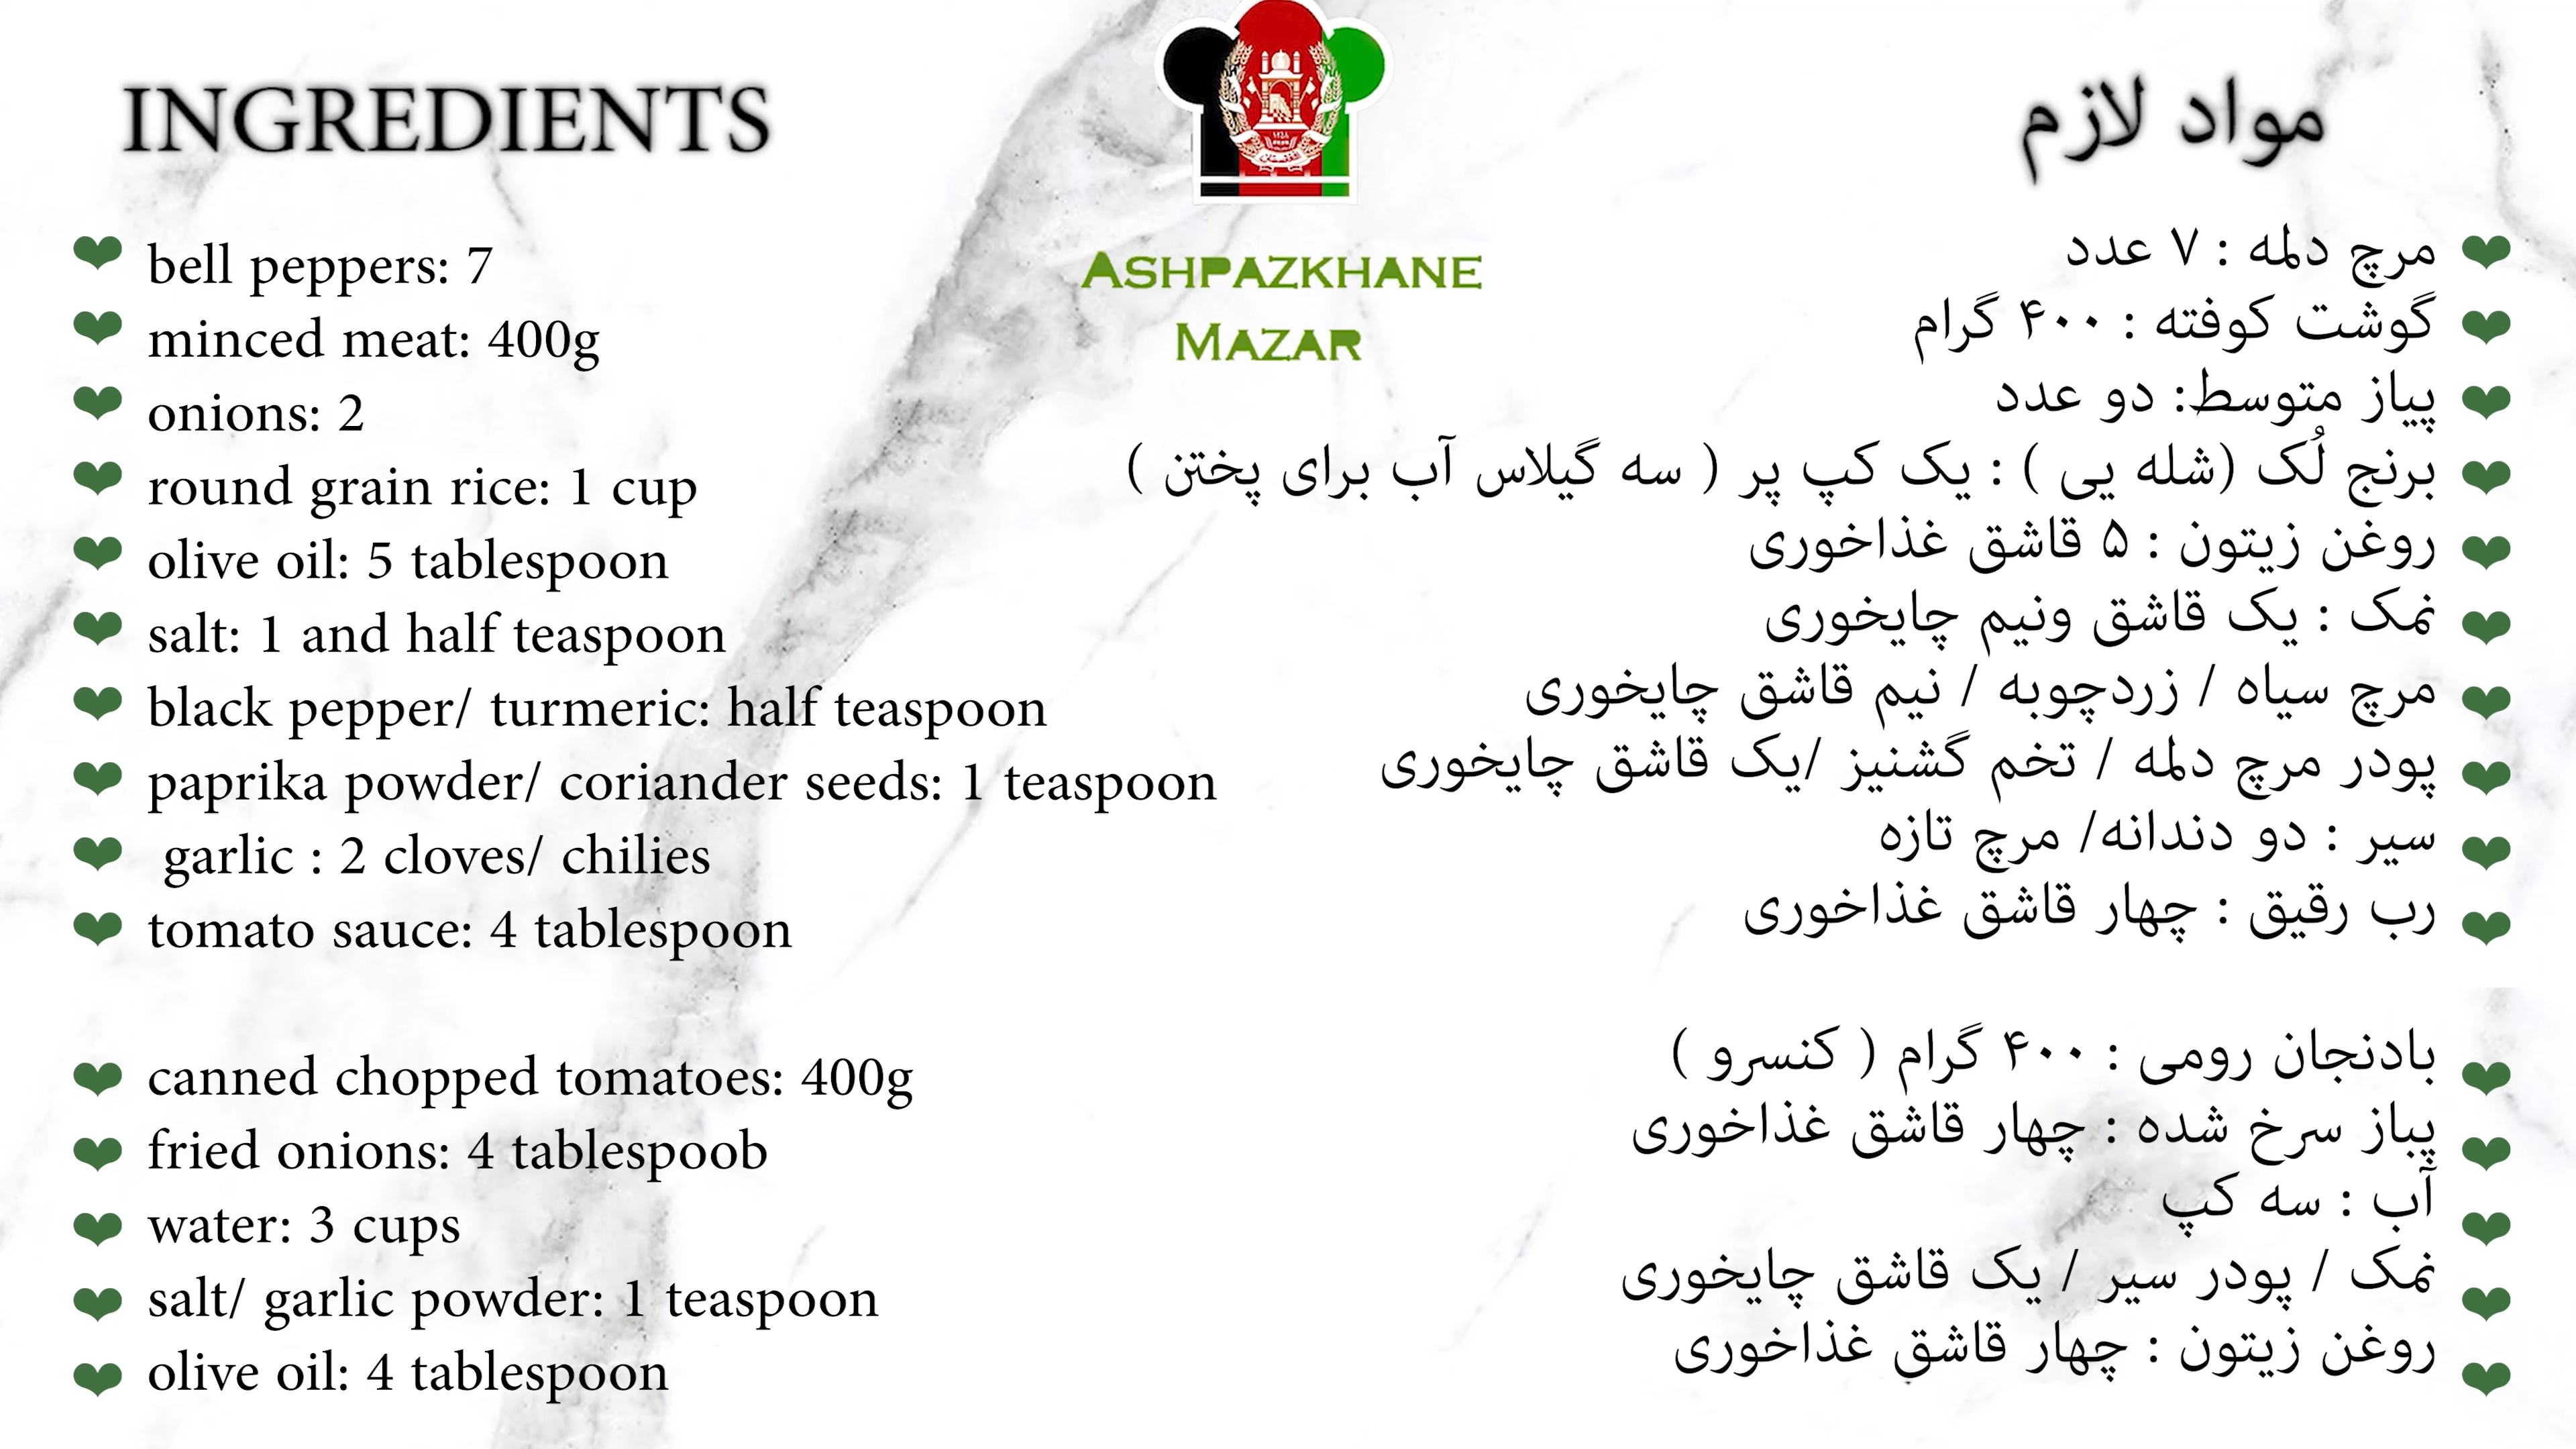 INGREDIENTS
bell peppers: 7
minced meat: 400g
onions: 2
round grain rice: 1 cup
olive oil: 5 tablespoon
salt: 1 and half teaspoon
black pepper/ turmeric: half teaspoon
paprika powder/ coriander seeds: 1 teaspoon
garlic : 2 cloves/ chilies
tomato sauce: 4 tablespoon
canned chopped tomatoes: 400g
fried onions: 4 tablespoob
water: 3 cups
salt/ garlic powder: 1 teaspoon
olive oil: 4 tablespoon
ASHPAZKHANE
MAZAR
مواد لازم
مرچ دلمه : ۷ عدد
گوشت کوفته : ۴۰۰ گرام
پیاز متوسط: دو عدد
برنج لُک (شله یی ) : یک کپ پر ( سه گیلاس آب برای پختن )
روغن زیتون : ۵ قاشق غذاخوری
نمک : یک قاشق ونیم چایخوری
مرچ سیاه / زردچوبه / نیم قاشق چایخوری
پودر مرچ دلمه / تخم گشنیز /یک قاشق چایخوری
سیر : دو دندانه/ مرچ تازه
رب رقیق : چهار قاشق غذاخوری
بادنجان رومی : ۴۰۰ گرام ( کنسرو )
پیاز سرخ شده : چهار قاشق غذاخوری
آب : سه کپ
نمک / پودر سیر / یک قاشق چایخوری
روغن زیتون : چهار قاشق غذاخوری